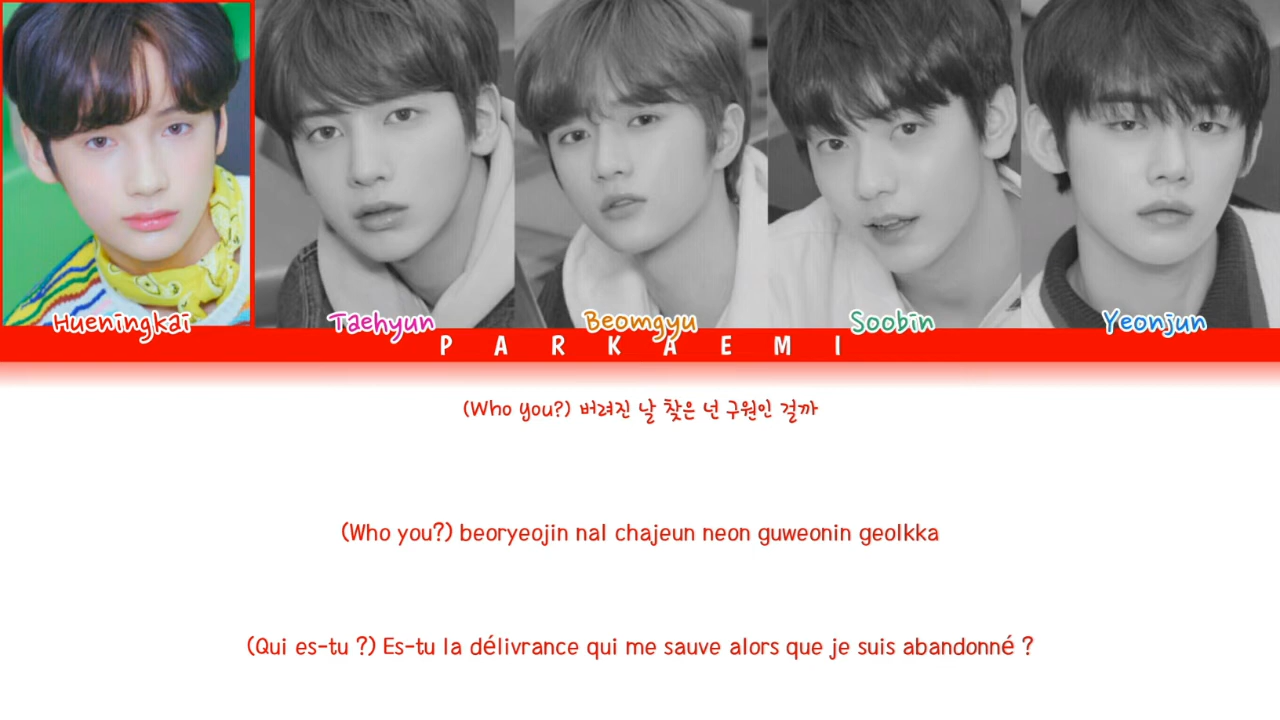 Hueningkai
Taehyun
Beomgyu
Soobin
Yeonjun
PARKAEMI
(Who you?) 버려진 날 찾은 넌 구원인 걸까
(Who you?) beoryeojin nal chajeun neon guweonin geolkka
(Qui es-tu ?) Es-tu la délivrance qui me sauve alors que je suis abandonné ?